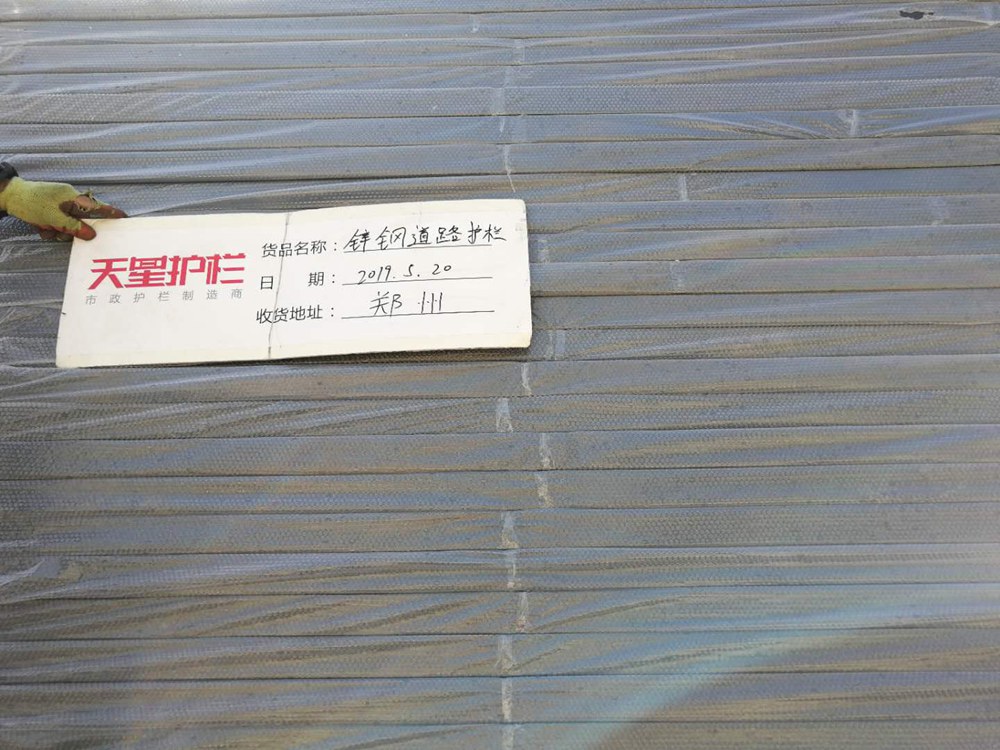 天星护栏
市政护栏制造商
货品名称：锌钢道路护栏
日 期：2019.5.20
收货地址：郑州